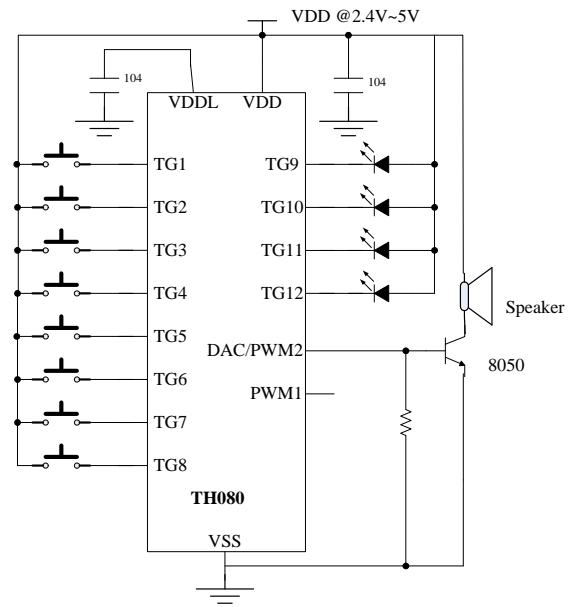 VDD @2.4V~5V
104
104
VDDL
VDD
TG1
TG9
TG2
TG10
TG3
TG11
TG4
TG12
Speaker
TG5
DAC/PWM2
8050
TG6
PWM1
TG7
TG8
TH080
VSS